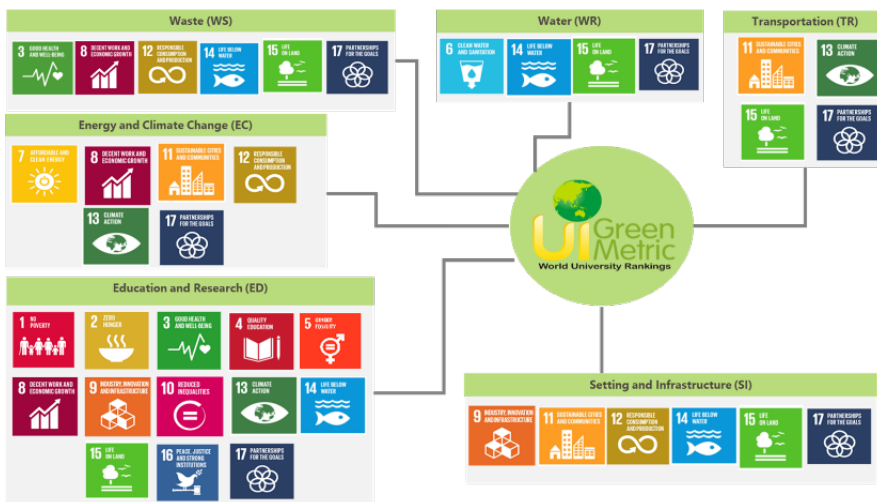 Waste (WS)
3 GOOD HEALTH
AND WELL-BEING
8 DECENT WORK AND
ECONOMIC GROWTH
12 RESPONSIBLE
CONSUMPTION
AND PRODUCTION
14 LIFE BELOW
WATER
15 LIFE
ON LAND
17 PARTNERSHIPS
FOR THE GOALS
Water (WR)
6 CLEAN WATER
AND SANITATION
14 LIFE BELOW
WATER
15 LIFE
ON LAND
17 PARTNERSHIPS
FOR THE GOALS
Transportation (TR)
11 SUSTAINABLE CITIES
AND COMMUNITIES
13 CLIMATE
ACTION
15 LIFE
ON LAND
17 PARTNERSHIPS
FOR THE GOALS
Energy and Climate Change (EC)
7 AFFORDABLE AND
CLEAN ENERGY
8 DECENT WORK AND
ECONOMIC GROWTH
11 SUSTAINABLE CITIES
AND COMMUNITIES
12 RESPONSIBLE
CONSUMPTION
AND PRODUCTION
13 CLIMATE
ACTION
17 PARTNERSHIPS
FOR THE GOALS
UI Green
Metric
World University Rankings
Education and Research (ED)
1 NO
POVERTY
2 ZERO
HUNGER
3 GOOD HEALTH
AND WELL-BEING
4 QUALITY
EDUCATION
5 GENDER
EQUALITY
8 DECENT WORK AND
ECONOMIC GROWTH
9 INDUSTRY, INNOVATION
AND INFRASTRUCTURE
10 REDUCED
INEQUALITIES
13 CLIMATE
ACTION
14 LIFE BELOW
WATER
15 LIFE
ON LAND
16 PEACE, JUSTICE
AND STRONG
INSTITUTIONS
17 PARTNERSHIPS
FOR THE GOALS
Setting and Infrastructure (SI)
9 INDUSTRY, INNOVATION
AND INFRASTRUCTURE
11 SUSTAINABLE CITIES
AND COMMUNITIES
12 RESPONSIBLE
CONSUMPTION
AND PRODUCTION
14 LIFE BELOW
WATER
15 LIFE
ON LAND
17 PARTNERSHIPS
FOR THE GOALS